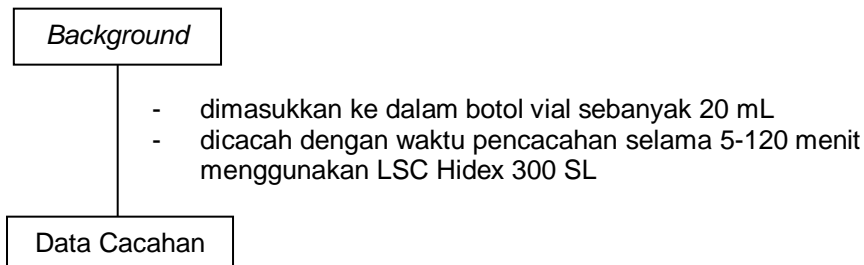 Background
- dimasukkan ke dalam botol vial sebanyak 20 mL
- dicacah dengan waktu pencacahan selama 5-120 menit
menggunakan LSC Hidex 300 SL
Data Cacahan